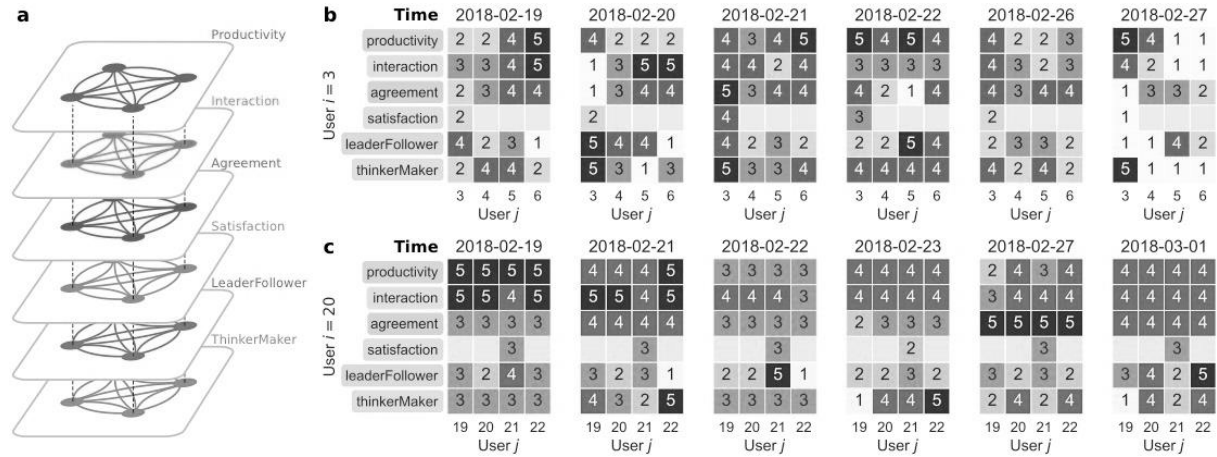 a
Productivity
Interaction
Agreement
Satisfaction
LeaderFollower
ThinkerMaker
b
Time 2018-02-19 2018-02-20 2018-02-21 2018-02-22 2018-02-26 2018-02-27
User i = 3
productivity 2 2 4 5 4 2 2 2 4 3 4 5 5 4 5 4 4 2 2 3 5 4 1 1
interaction 3 3 4 5 1 3 5 5 4 4 2 4 3 3 3 3 4 3 2 3 4 2 1 1
agreement 2 3 4 4 1 3 4 4 5 3 4 4 4 2 1 4 4 3 4 4 1 3 3 2
satisfaction 2 2 4 3 2 1
leaderFollower 4 2 3 1 5 4 4 1 4 2 3 2 2 2 5 4 2 3 3 2 1 1 4 2
thinkerMaker 2 4 4 2 5 3 1 3 5 3 3 4 4 4 4 4 4 2 4 2 5 1 1 1
3 4 5 6 3 4 5 6 3 4 5 6 3 4 5 6 3 4 5 6 3 4 5 6
User j User j User j User j User j User j
c
Time 2018-02-19 2018-02-21 2018-02-22 2018-02-23 2018-02-27 2018-03-01
User i = 20
productivity 5 5 5 5 4 4 4 5 3 3 3 3 4 4 4 4 2 4 3 4 4 4 4 4
interaction 5 5 4 5 5 5 4 5 4 4 4 3 4 4 4 4 3 4 4 4 4 4 4 4
agreement 3 3 3 3 4 4 4 4 3 3 3 3 2 3 3 3 5 5 5 5 4 4 4 4
satisfaction 3 3 3 2 3 3
leaderFollower 3 2 4 3 3 2 3 1 2 2 5 1 2 2 3 2 3 2 3 2 3 4 2 5
thinkerMaker 3 3 3 3 4 3 2 5 3 3 3 3 1 4 4 5 2 4 2 4 1 4 2 4
19 20 21 22 19 20 21 22 19 20 21 22 19 20 21 22 19 20 21 22 19 20 21 22
User j User j User j User j User j User j